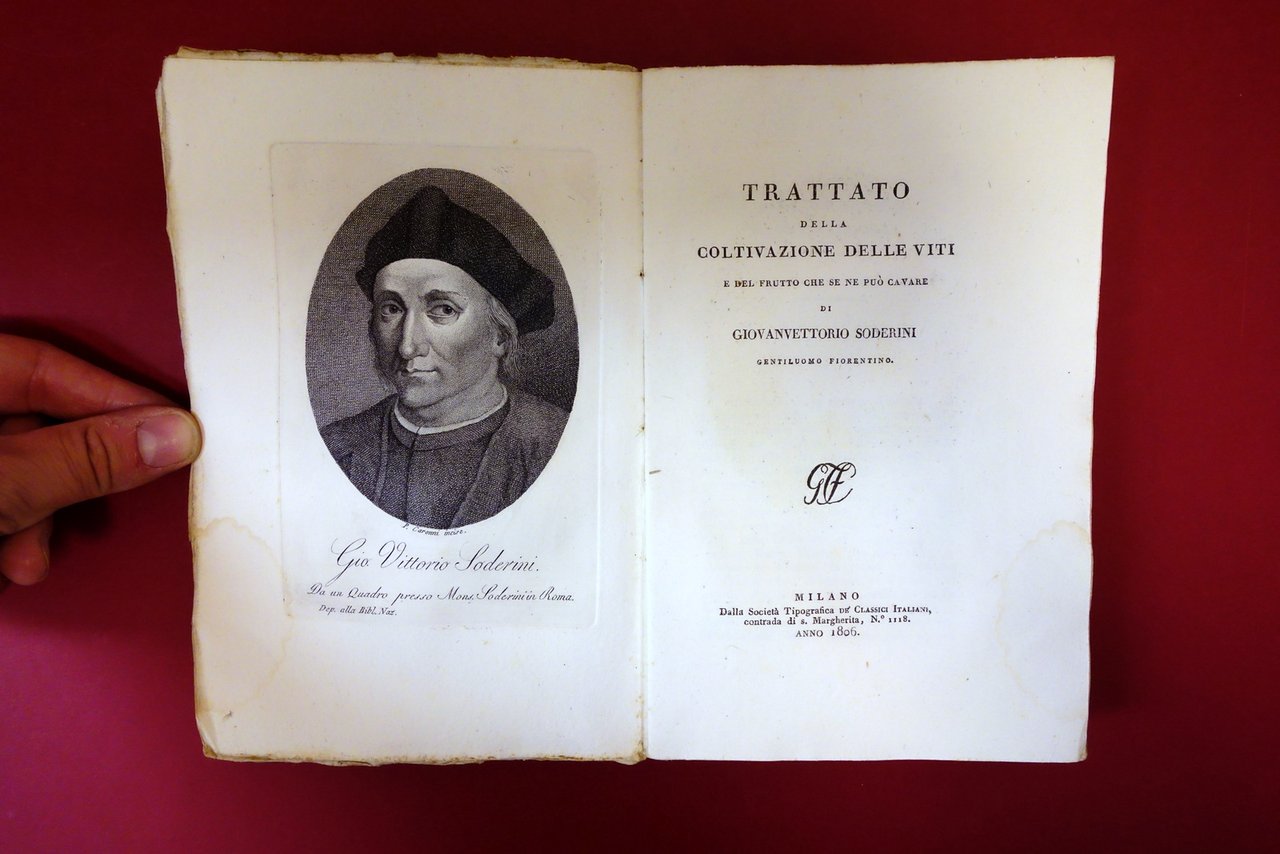 P. Caronni incise.
Gio. Vittorio Soderini.
Da un Quadro presso Mons. Soderini in Roma.
Dep. alla Bibl. Naz.
TRATTATO
DELLA
COLTIVAZIONE DELLE VITI
E DEL FRUTTO CHE SE NE PUÒ CAVARE
DI
GIOVANVETTORIO SODERINI
GENTILUOMO FIORENTINO.
MILANO
Dalla Società Tipografica DE' CLASSICI ITALIANI,
contrada di s. Margherita, N.° 1118.
ANNO 1806.